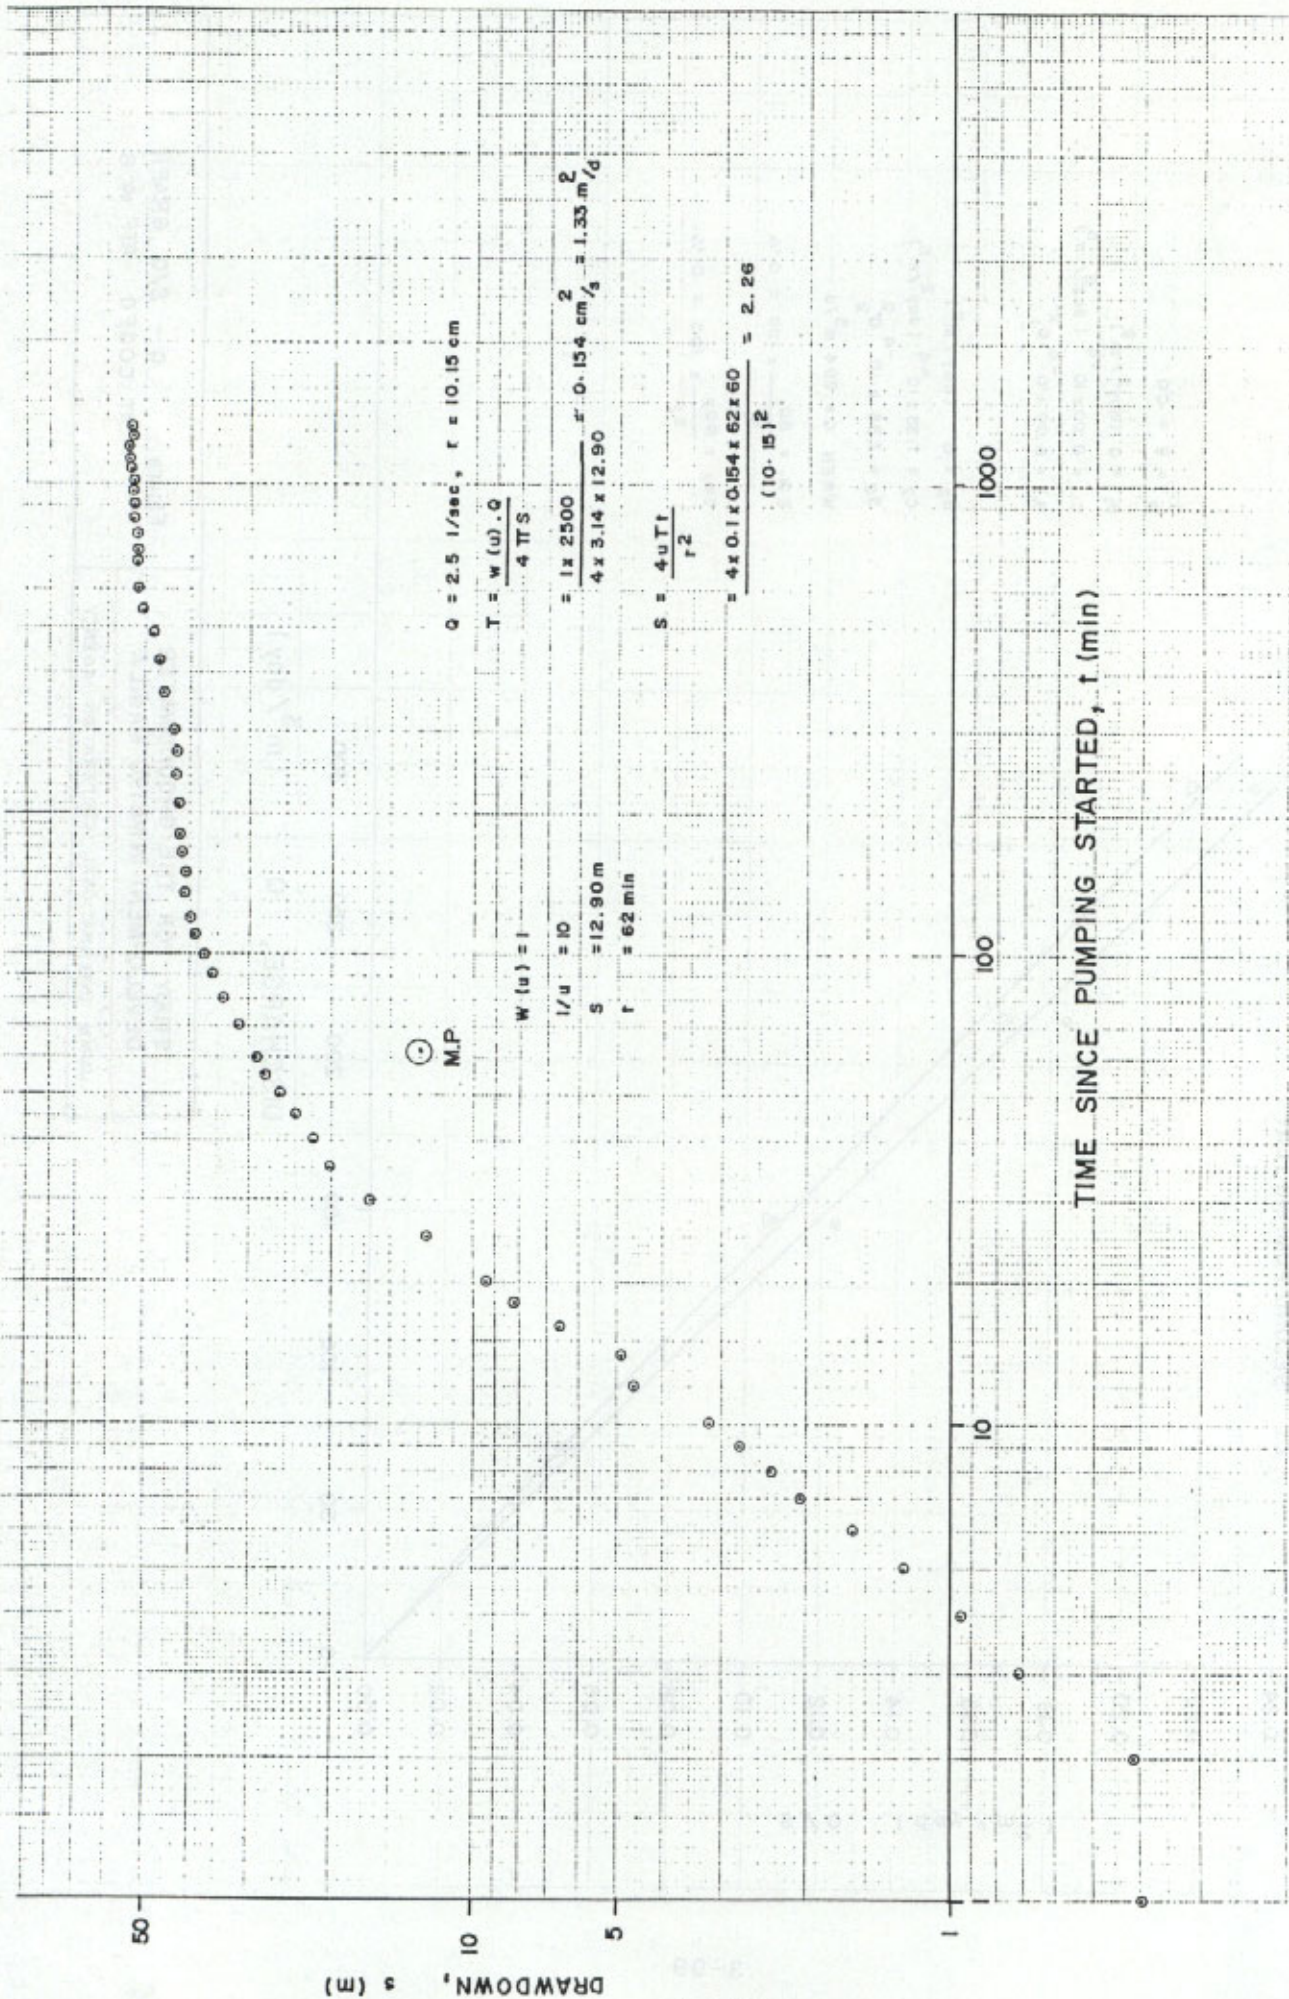 DRAWDOWN, s (m)
50
10
5
1
10
100
1000
TIME SINCE PUMPING STARTED, t (min)
M.P
W (u) = 1
1/u = 10
S = 12.90 m
t = 62 min
Q = 2.5 l/sec, r = 10.15 cm
T = W (u). Q
4 π S
= 1 x 2500
4 x 3.14 x 12.90
= 0.154 cm²/s = 1.33 m²/d
S = 4uTt
r²
= 4 x 0.1 x 0.154 x 62 x 60
(10.15)²
= 2.26